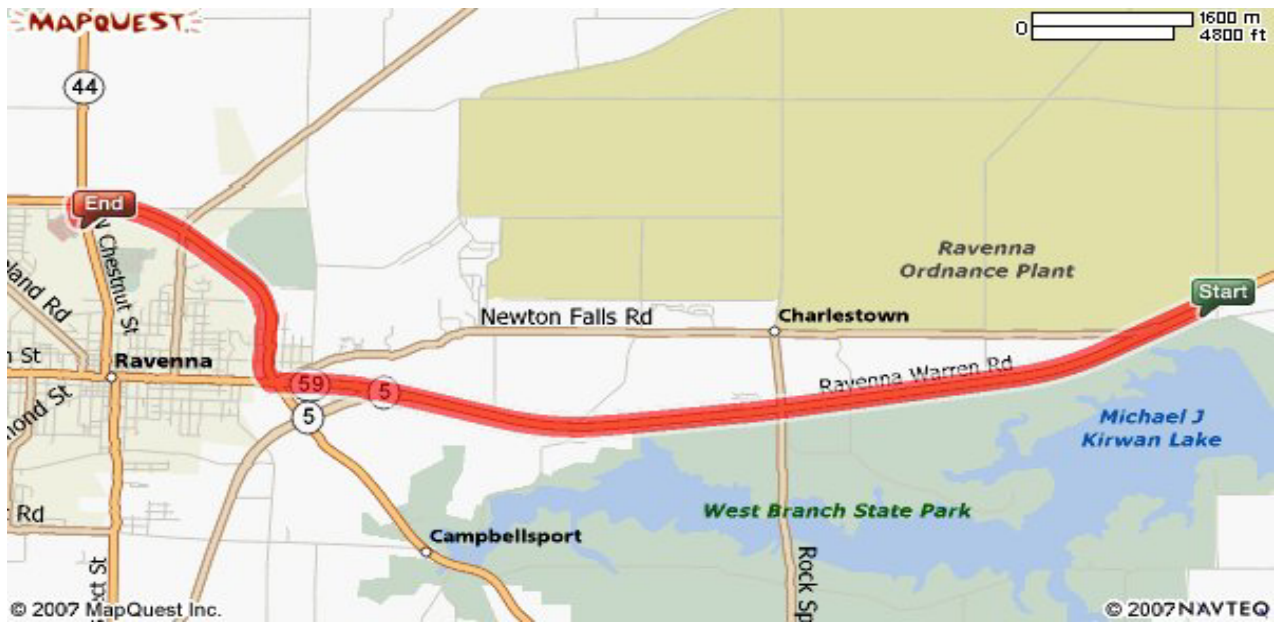 MAPQUEST
0
1600 m
4800 ft
44
End
N Chestnut St
Ravenna
Ordnance Plant
Start
Newton Falls Rd
Charlestown
Ravenna
59
5
5
Ravenna Warren Rd
Michael J
Kirwan Lake
West Branch State Park
Campbellsport
Rd
Rock Sp
© 2007 MapQuest Inc.
© 2007 NAVTEQ